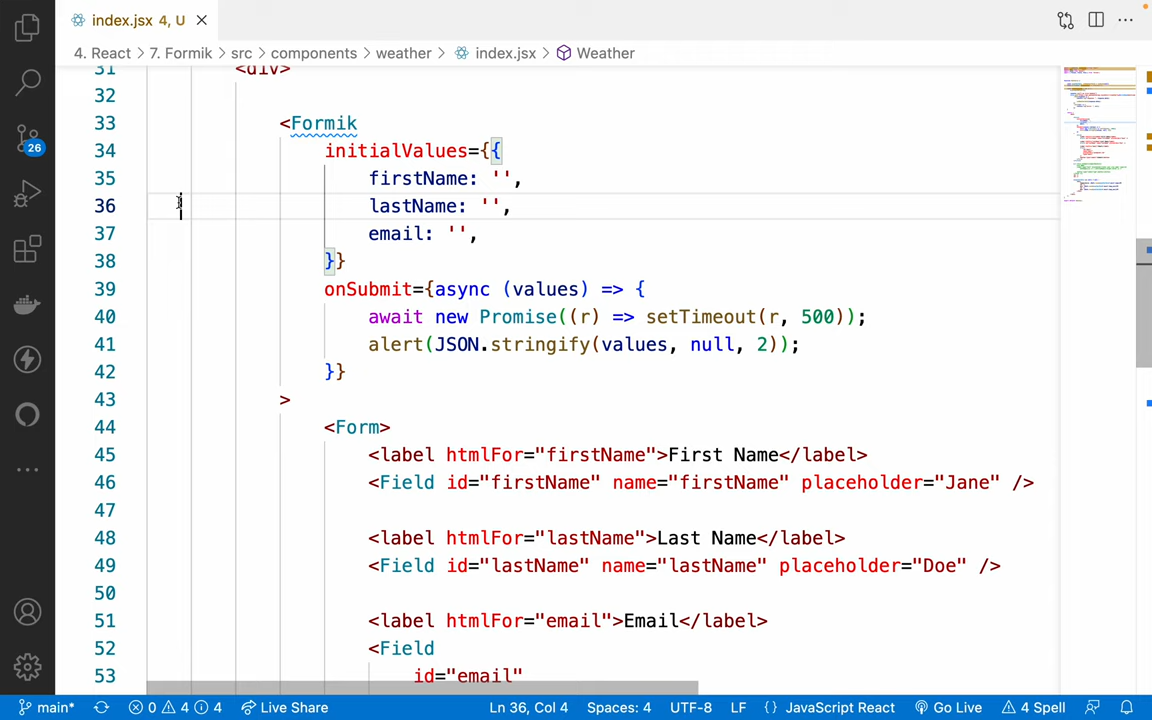 index.jsx 4, U
4. React > 7. Formik > src > components > weather > index.jsx > Weather
31 <div>
32
33 <Formik
34 initialValues={{
35 firstName: '',
36 lastName: '',
37 email: '',
38 }}
39 onSubmit={async (values) => {
40 await new Promise((r) => setTimeout(r, 500));
41 alert(JSON.stringify(values, null, 2));
42 }}
43 >
44 <Form>
45 <label htmlFor="firstName">First Name</label>
46 <Field id="firstName" name="firstName" placeholder="Jane" />
47
48 <label htmlFor="lastName">Last Name</label>
49 <Field id="lastName" name="lastName" placeholder="Doe" />
50
51 <label htmlFor="email">Email</label>
52 <Field
53 id="email"
26
main* 0 4 4 Live Share Ln 36, Col 4 Spaces: 4 UTF-8 LF {} JavaScript React Go Live 4 Spell